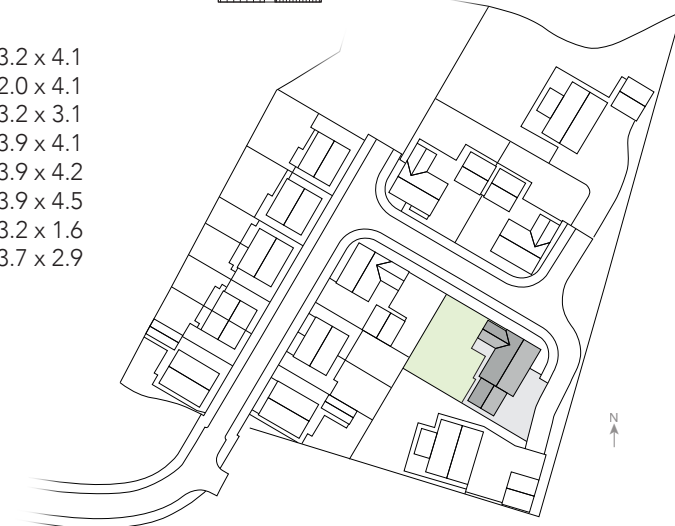 3.2 x 4.1
2.0 x 4.1
3.2 x 3.1
3.9 x 4.1
3.9 x 4.2
3.9 x 4.5
3.2 x 1.6
3.7 x 2.9
N